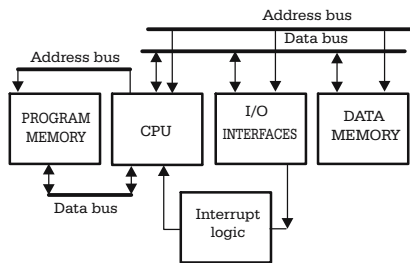 Address bus
Data bus
Address bus
PROGRAM
MEMORY
CPU
I/O
INTERFACES
DATA
MEMORY
Data bus
Interrupt
logic